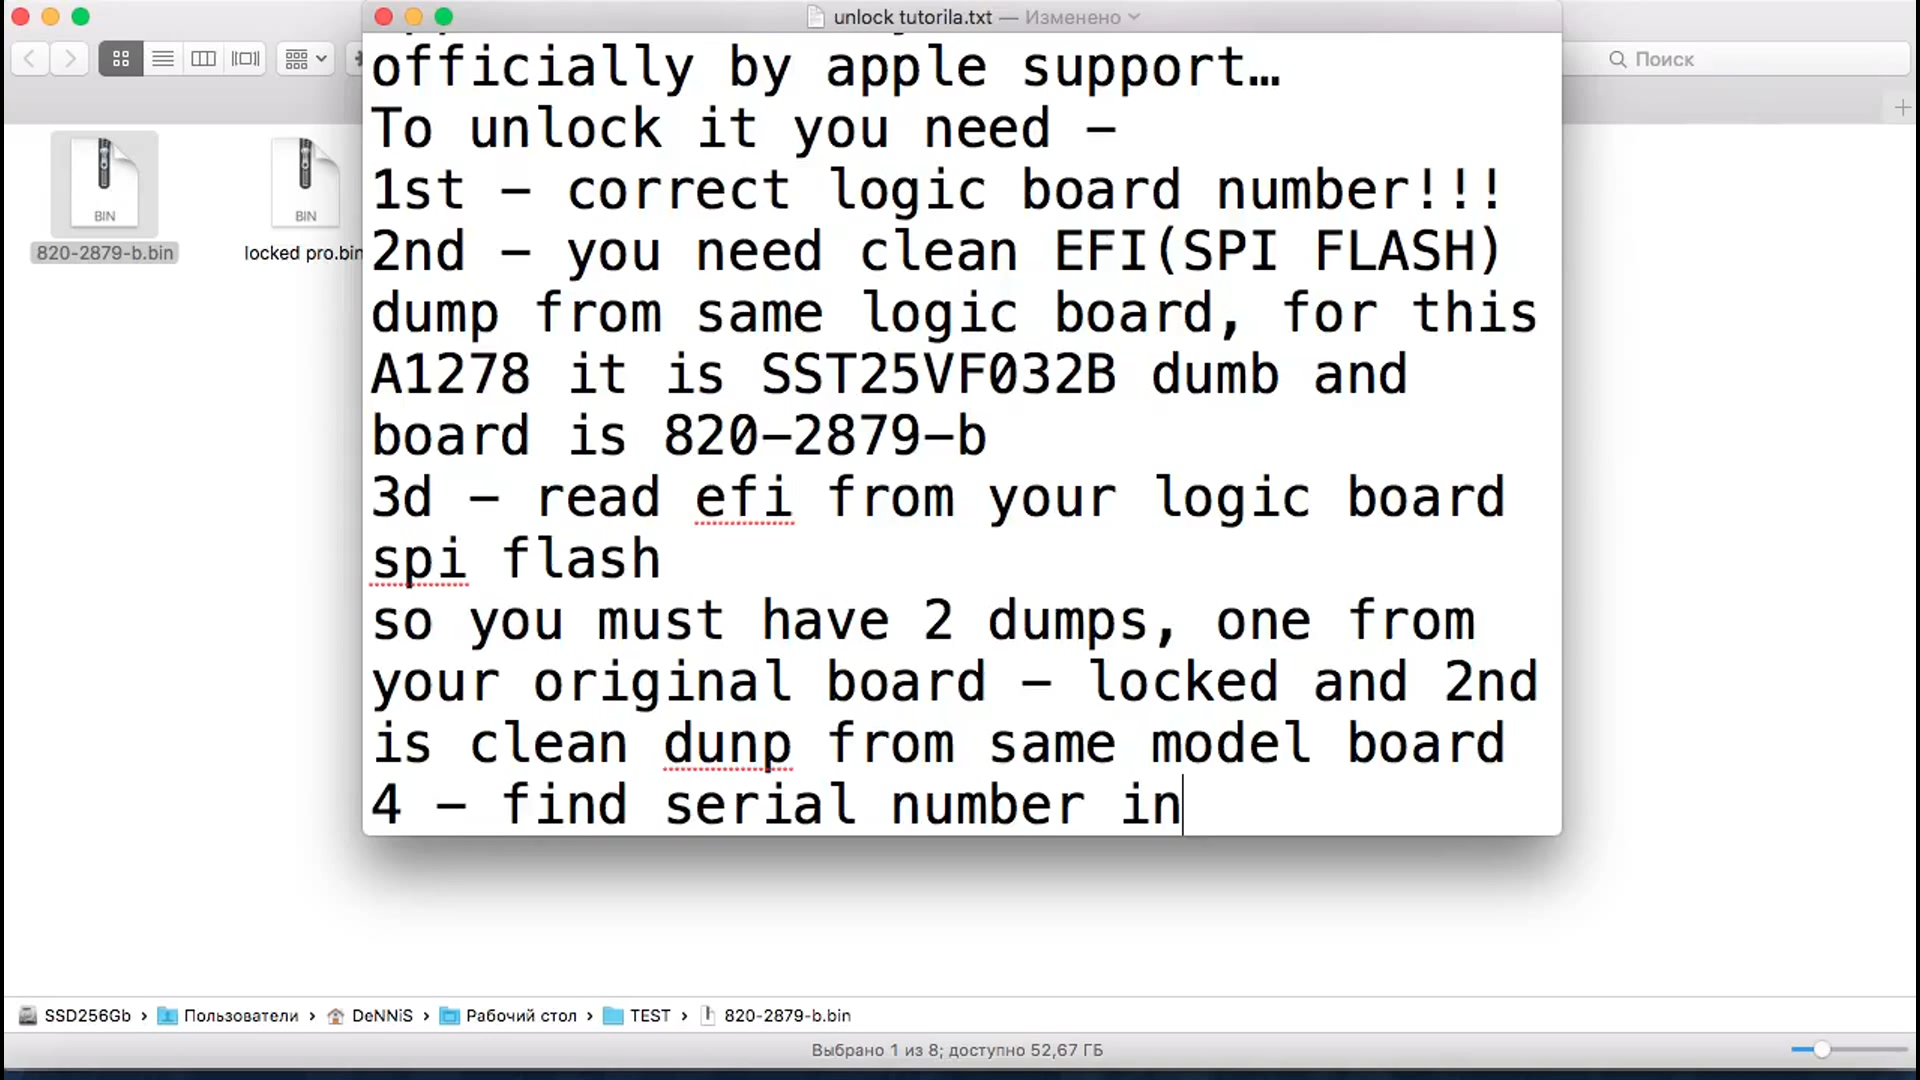 unlock tutorila.txt — Изменено
Поиск
officially by apple support…
To unlock it you need –
1st – correct logic board number!!!
2nd – you need clean EFI(SPI FLASH)
dump from same logic board, for this
A1278 it is SST25VF032B dumb and
board is 820–2879–b
3d – read efi from your logic board
spi flash
so you must have 2 dumps, one from
your original board – locked and 2nd
is clean dunp from same model board
4 – find serial number in
BIN
820-2879-b.bin
BIN
locked pro.bin
SSD256Gb › Пользователи › DeNNiS › Рабочий стол › TEST › 820-2879-b.bin
Выбрано 1 из 8; доступно 52,67 ГБ